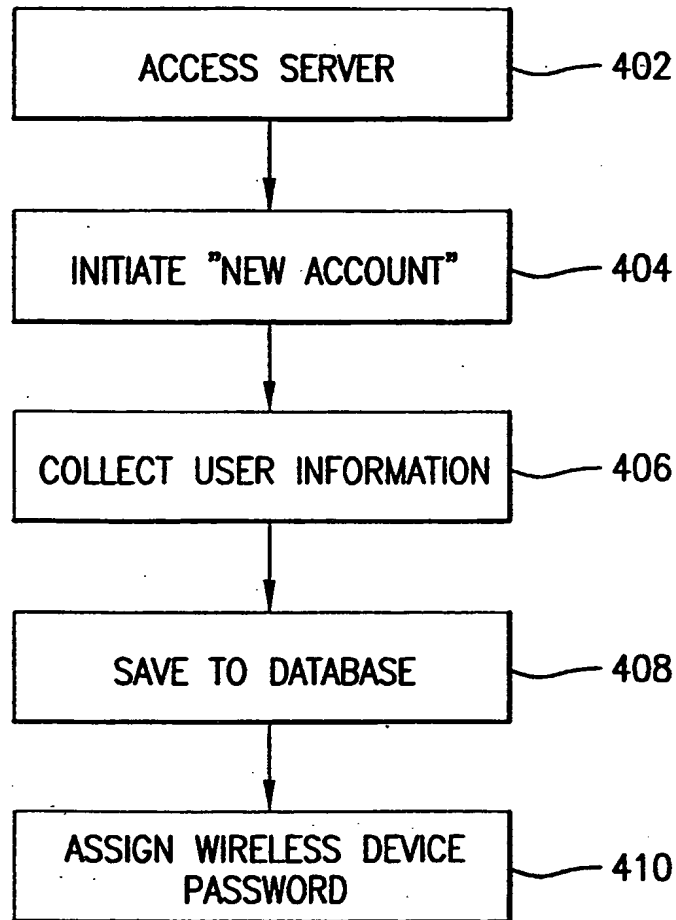 ACCESS SERVER 402
INITIATE "NEW ACCOUNT" 404
COLLECT USER INFORMATION 406
SAVE TO DATABASE 408
ASSIGN WIRELESS DEVICE
PASSWORD 410